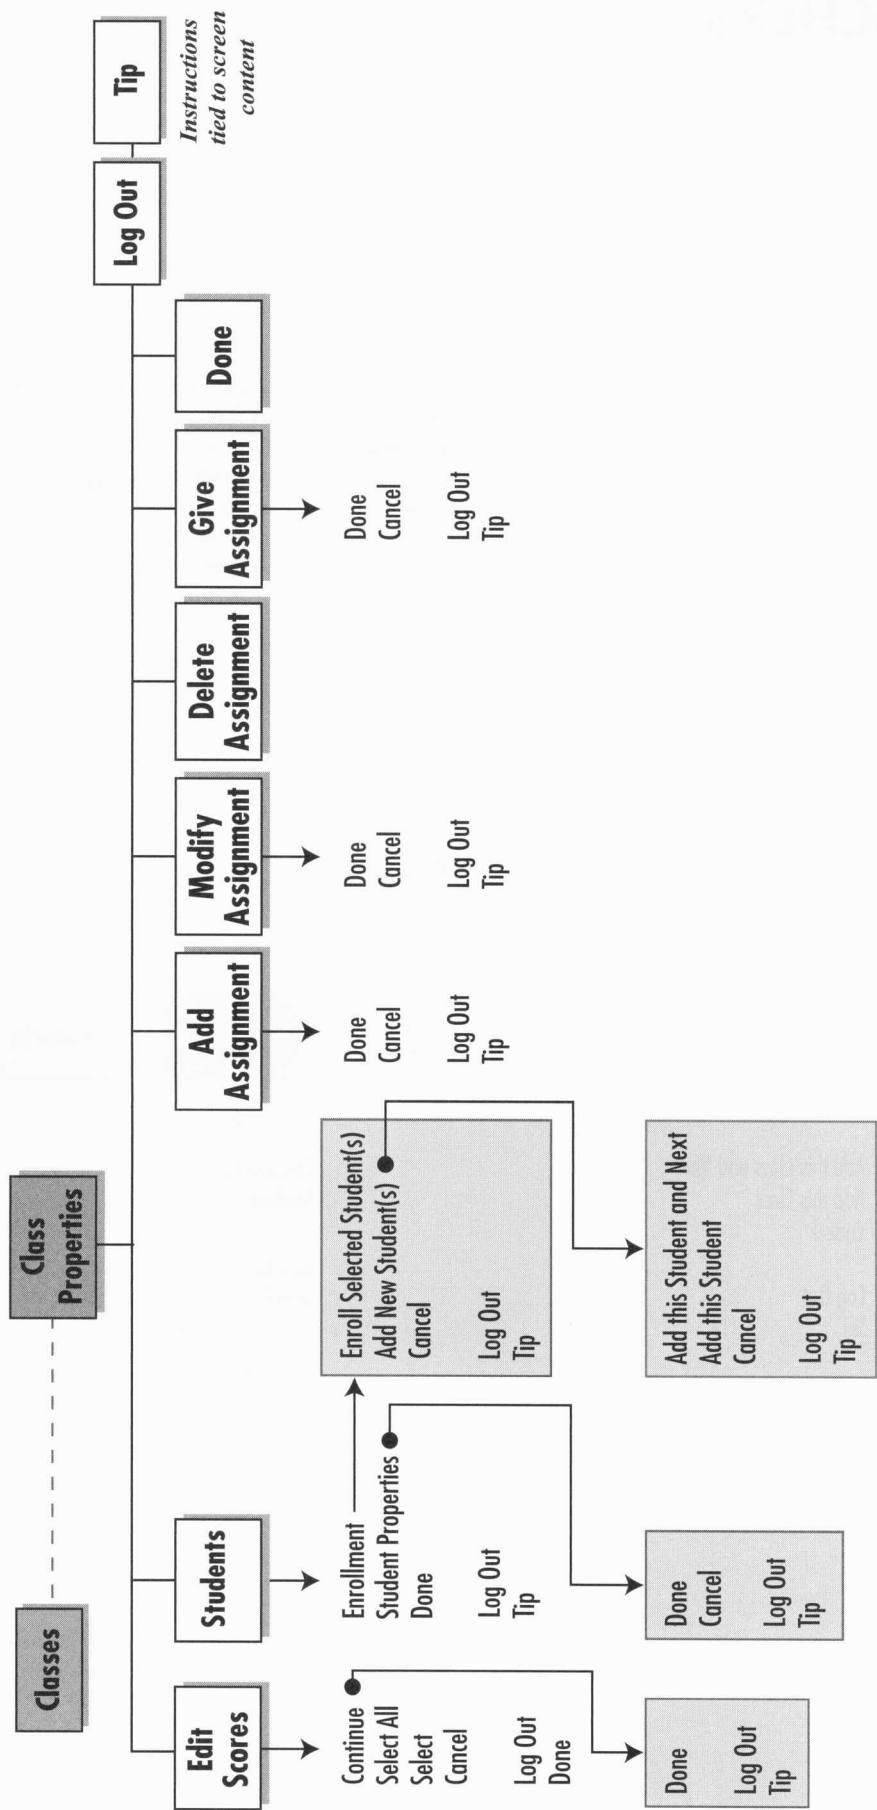 Classes
Class
Properties
Log Out
Tip
Instructions
tied to screen
content
Edit
Scores
Students
Add
Assignment
Modify
Assignment
Delete
Assignment
Give
Assignment
Done
Continue
Select All
Select
Cancel
Log Out
Done
Enrollment
Student Properties
Done
Log Out
Tip
Enroll Selected Student(s)
Add New Student(s)
Cancel
Log Out
Tip
Done
Cancel
Log Out
Tip
Done
Cancel
Log Out
Tip
Done
Cancel
Log Out
Tip
Done
Log Out
Tip
Done
Cancel
Log Out
Tip
Add this Student and Next
Add this Student
Cancel
Log Out
Tip